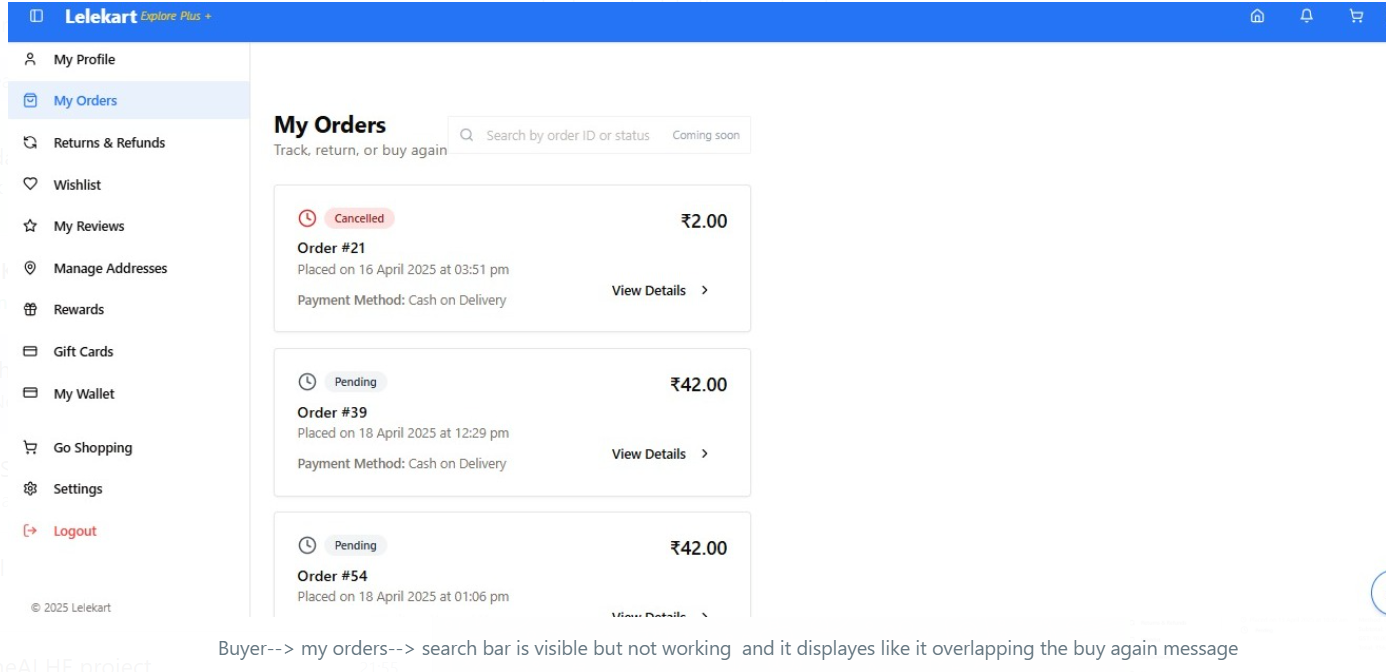 Lelekart Explore Plus +
My Profile
My Orders
Returns & Refunds
Wishlist
My Reviews
Manage Addresses
Rewards
Gift Cards
My Wallet
Go Shopping
Settings
Logout
© 2025 Lelekart
My Orders
Track, return, or buy again
Search by order ID or status Coming soon
Cancelled ₹2.00
Order #21
Placed on 16 April 2025 at 03:51 pm
View Details
Payment Method: Cash on Delivery
Pending ₹42.00
Order #39
Placed on 18 April 2025 at 12:29 pm
View Details
Payment Method: Cash on Delivery
Pending ₹42.00
Order #54
Placed on 18 April 2025 at 01:06 pm
View Details
Buyer--> my orders--> search bar is visible but not working and it displayes like it overlapping the buy again message